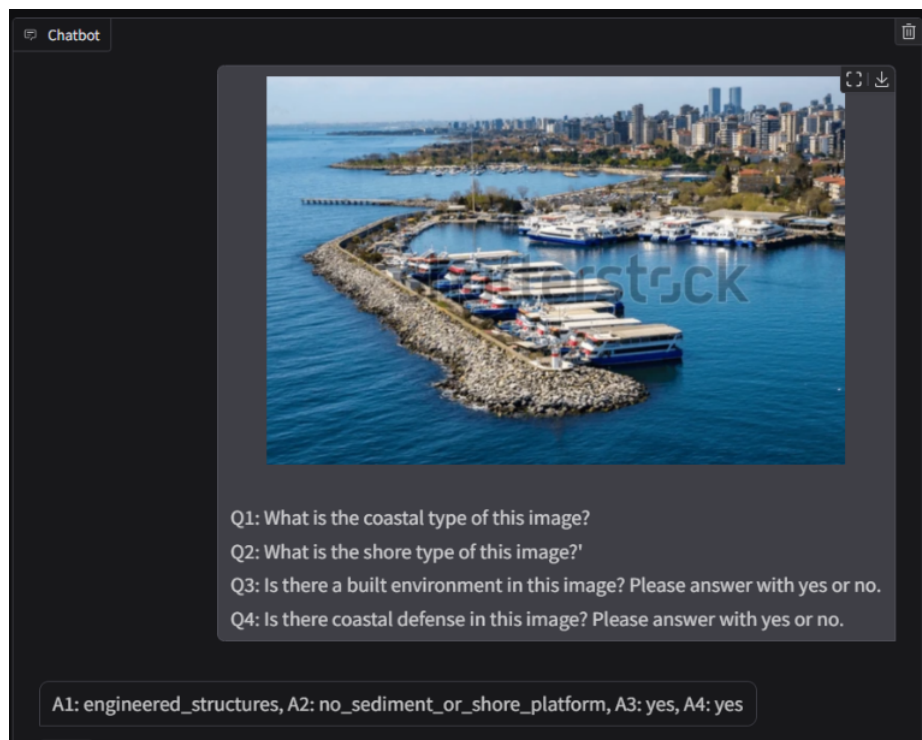 Chatbot
shutterstock
Q1: What is the coastal type of this image?
Q2: What is the shore type of this image?'
Q3: Is there a built environment in this image? Please answer with yes or no.
Q4: Is there coastal defense in this image? Please answer with yes or no.
A1: engineered_structures, A2: no_sediment_or_shore_platform, A3: yes, A4: yes